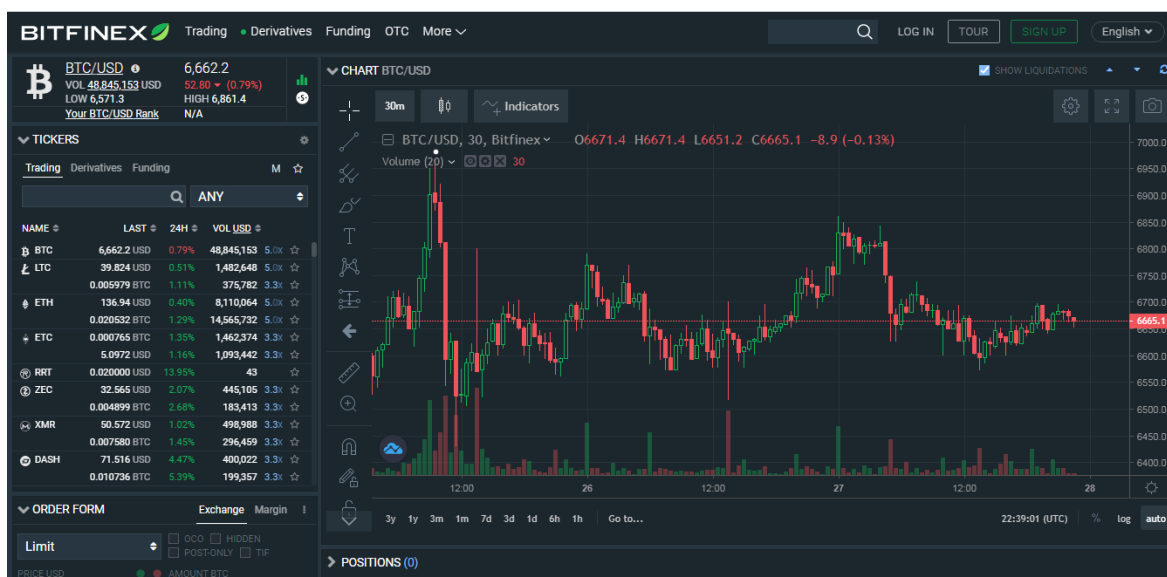 BITFINEX Trading Derivatives Funding OTC More LOG IN TOUR SIGN UP English
BTC/USD 6,662.2
VOL 48,845,153 USD 52.80 (0.79%)
LOW 6,571.3 HIGH 6,861.4
Your BTC/USD Rank N/A
TICKERS
Trading Derivatives Funding M
ANY
NAME LAST 24H VOL USD
BTC 6,662.2 USD 0.79% 48,845,153 5.0X
LTC 39.824 USD 0.51% 1,482,648 5.0X
0.005979 BTC 1.11% 375,782 3.3X
ETH 136.94 USD 0.40% 8,110,064 5.0X
0.020532 BTC 1.29% 14,565,732 5.0X
ETC 0.000765 BTC 1.35% 1,462,374 3.3X
5.0972 USD 1.16% 1,093,442 3.3X
RRT 0.020000 USD 13.95% 43
ZEC 32.565 USD 2.07% 445,105 3.3X
0.004899 BTC 2.68% 183,413 3.3X
XMR 50.572 USD 1.02% 498,988 3.3X
0.007580 BTC 1.45% 296,459 3.3X
DASH 71.516 USD 4.47% 400,022 3.3X
0.010736 BTC 5.39% 199,357 3.3X
ORDER FORM Exchange Margin
Limit OCO HIDDEN
POST-ONLY TIF
PRICE USD AMOUNT BTC
CHART BTC/USD SHOW LIQUIDATIONS
30m Indicators
BTC/USD, 30, Bitfinex O6671.4 H6671.4 L6651.2 C6665.1 -8.9 (-0.13%)
Volume (20) 30
7000.0
6950.0
6900.0
6850.0
6800.0
6750.0
6700.0
6665.1
6650.0
6600.0
6550.0
6500.0
6450.0
6400.0
12:00 26 12:00 27 12:00 28
3y 1y 3m 1m 7d 3d 1d 6h 1h Go to... 22:39:01 (UTC) % log auto
POSITIONS (0)